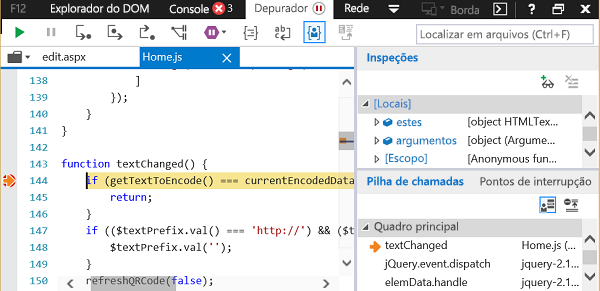 F12 Explorador do DOM Console 3 Depurador Rede Borda
Localizar em arquivos (Ctrl+F)
edit.aspx Home.js X
138 ]
139 });
140 }
141 }
142
143 function textChanged() {
144 if (getTextToEncode() === currentEncodedData
145 return;
146 }
147 if (($textPrefix.val() === 'http://') && ($t
148 $textPrefix.val('');
149 }
150 refreshQRCode(false);
Inspeções
[Locais]
estes [object HTMLTex...
argumentos [object (Argume...
[Escopo] [Anonymous fun...
Pilha de chamadas Pontos de interrupção
Quadro principal
textChanged Home.js (...
jQuery.event.dispatch jquery-2.1...
elemData.handle jquery-2.1...